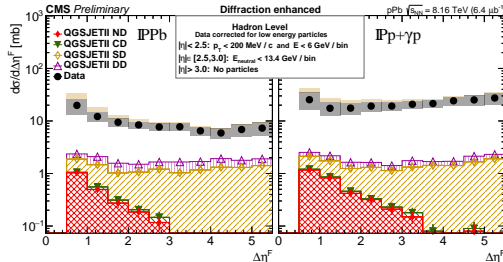 CMS Preliminary
Diffraction enhanced
pPb √sNN = 8.16 TeV (6.4 μb⁻¹)
dσ/dΔη^F [mb]
QGSJETII ND
QGSJETII CD
QGSJETII SD
QGSJETII DD
Data
IPPb
Hadron Level
Data corrected for low energy particles
|η| < 2.5: pT < 200 MeV / c and E < 6 GeV / bin
|η|∈ [2.5,3.0]: Eneutral < 13.4 GeV / bin
|η| > 3.0: No particles
IPp+γp
10²
10
1
10⁻¹
0 1 2 3 4 5
Δη^F
0 1 2 3 4 5
Δη^F